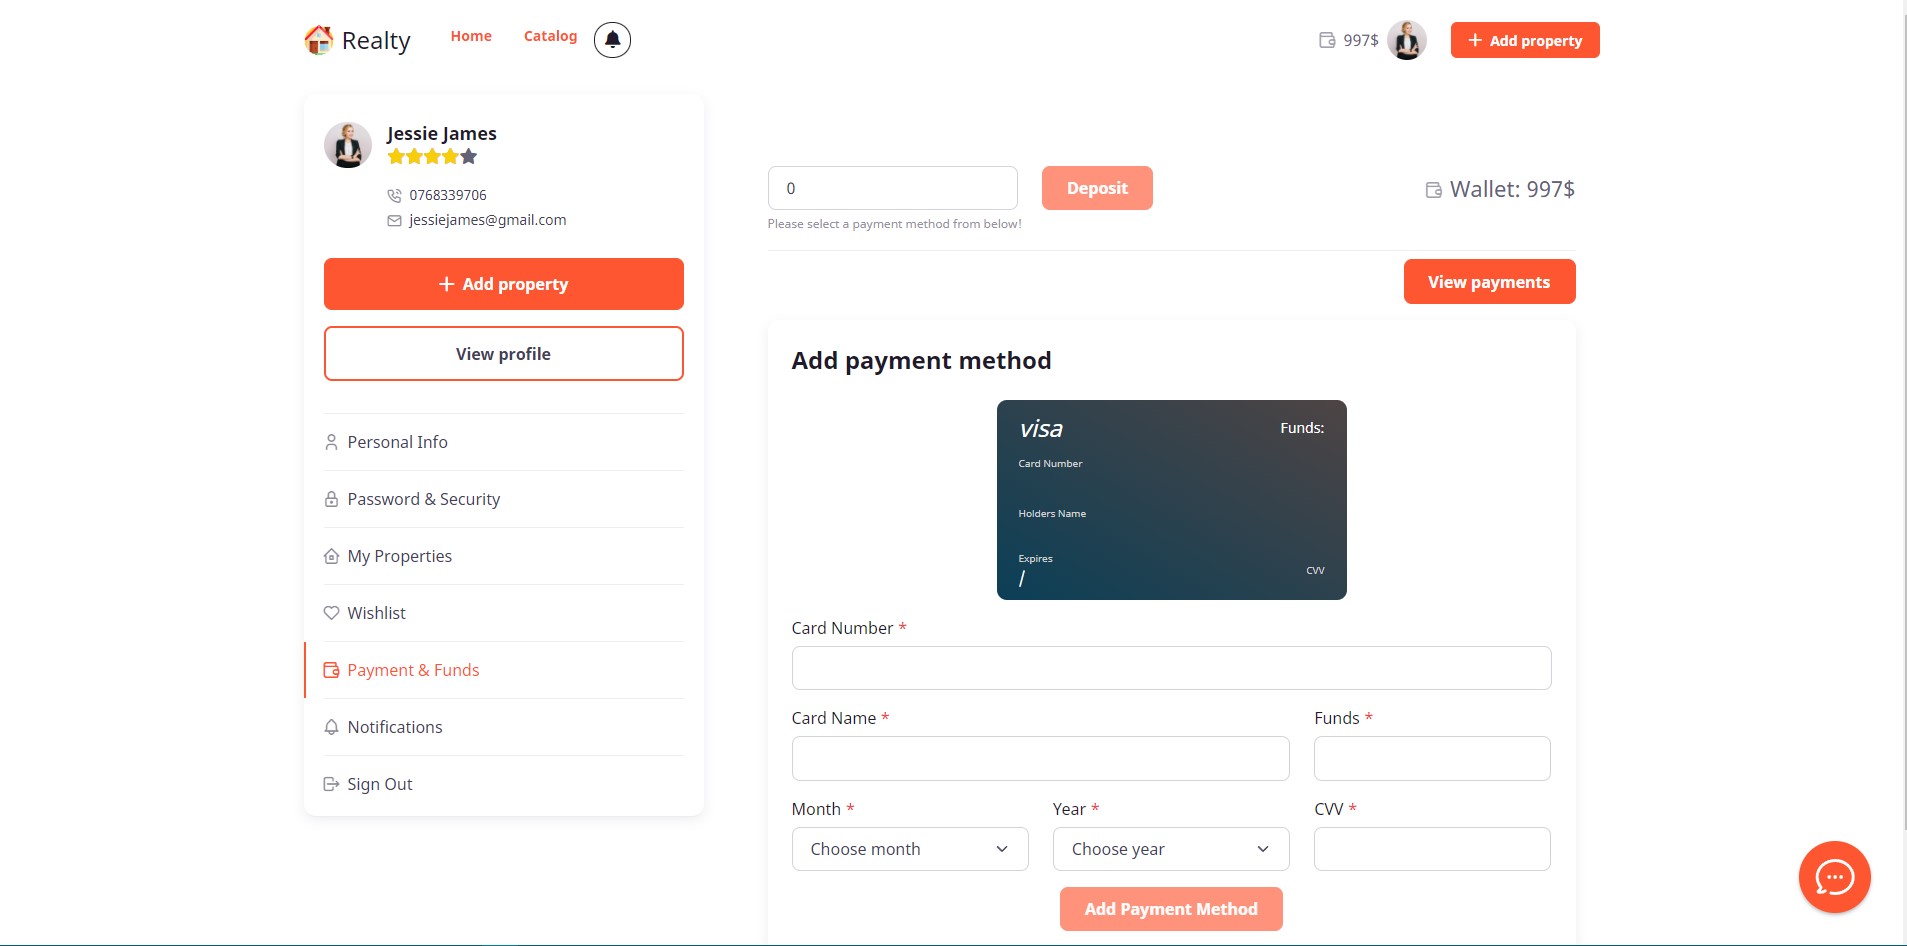 Realty
Home
Catalog
997$
Add property
Jessie James
0768339706
jessiejames@gmail.com
Add property
View profile
Personal Info
Password & Security
My Properties
Wishlist
Payment & Funds
Notifications
Sign Out
0
Deposit
Wallet: 997$
Please select a payment method from below!
View payments
Add payment method
visa
Funds:
Card Number
Holders Name
Expires
/
CVV
Card Number *
Card Name *
Funds *
Month *
Year *
CVV *
Choose month
Choose year
Add Payment Method